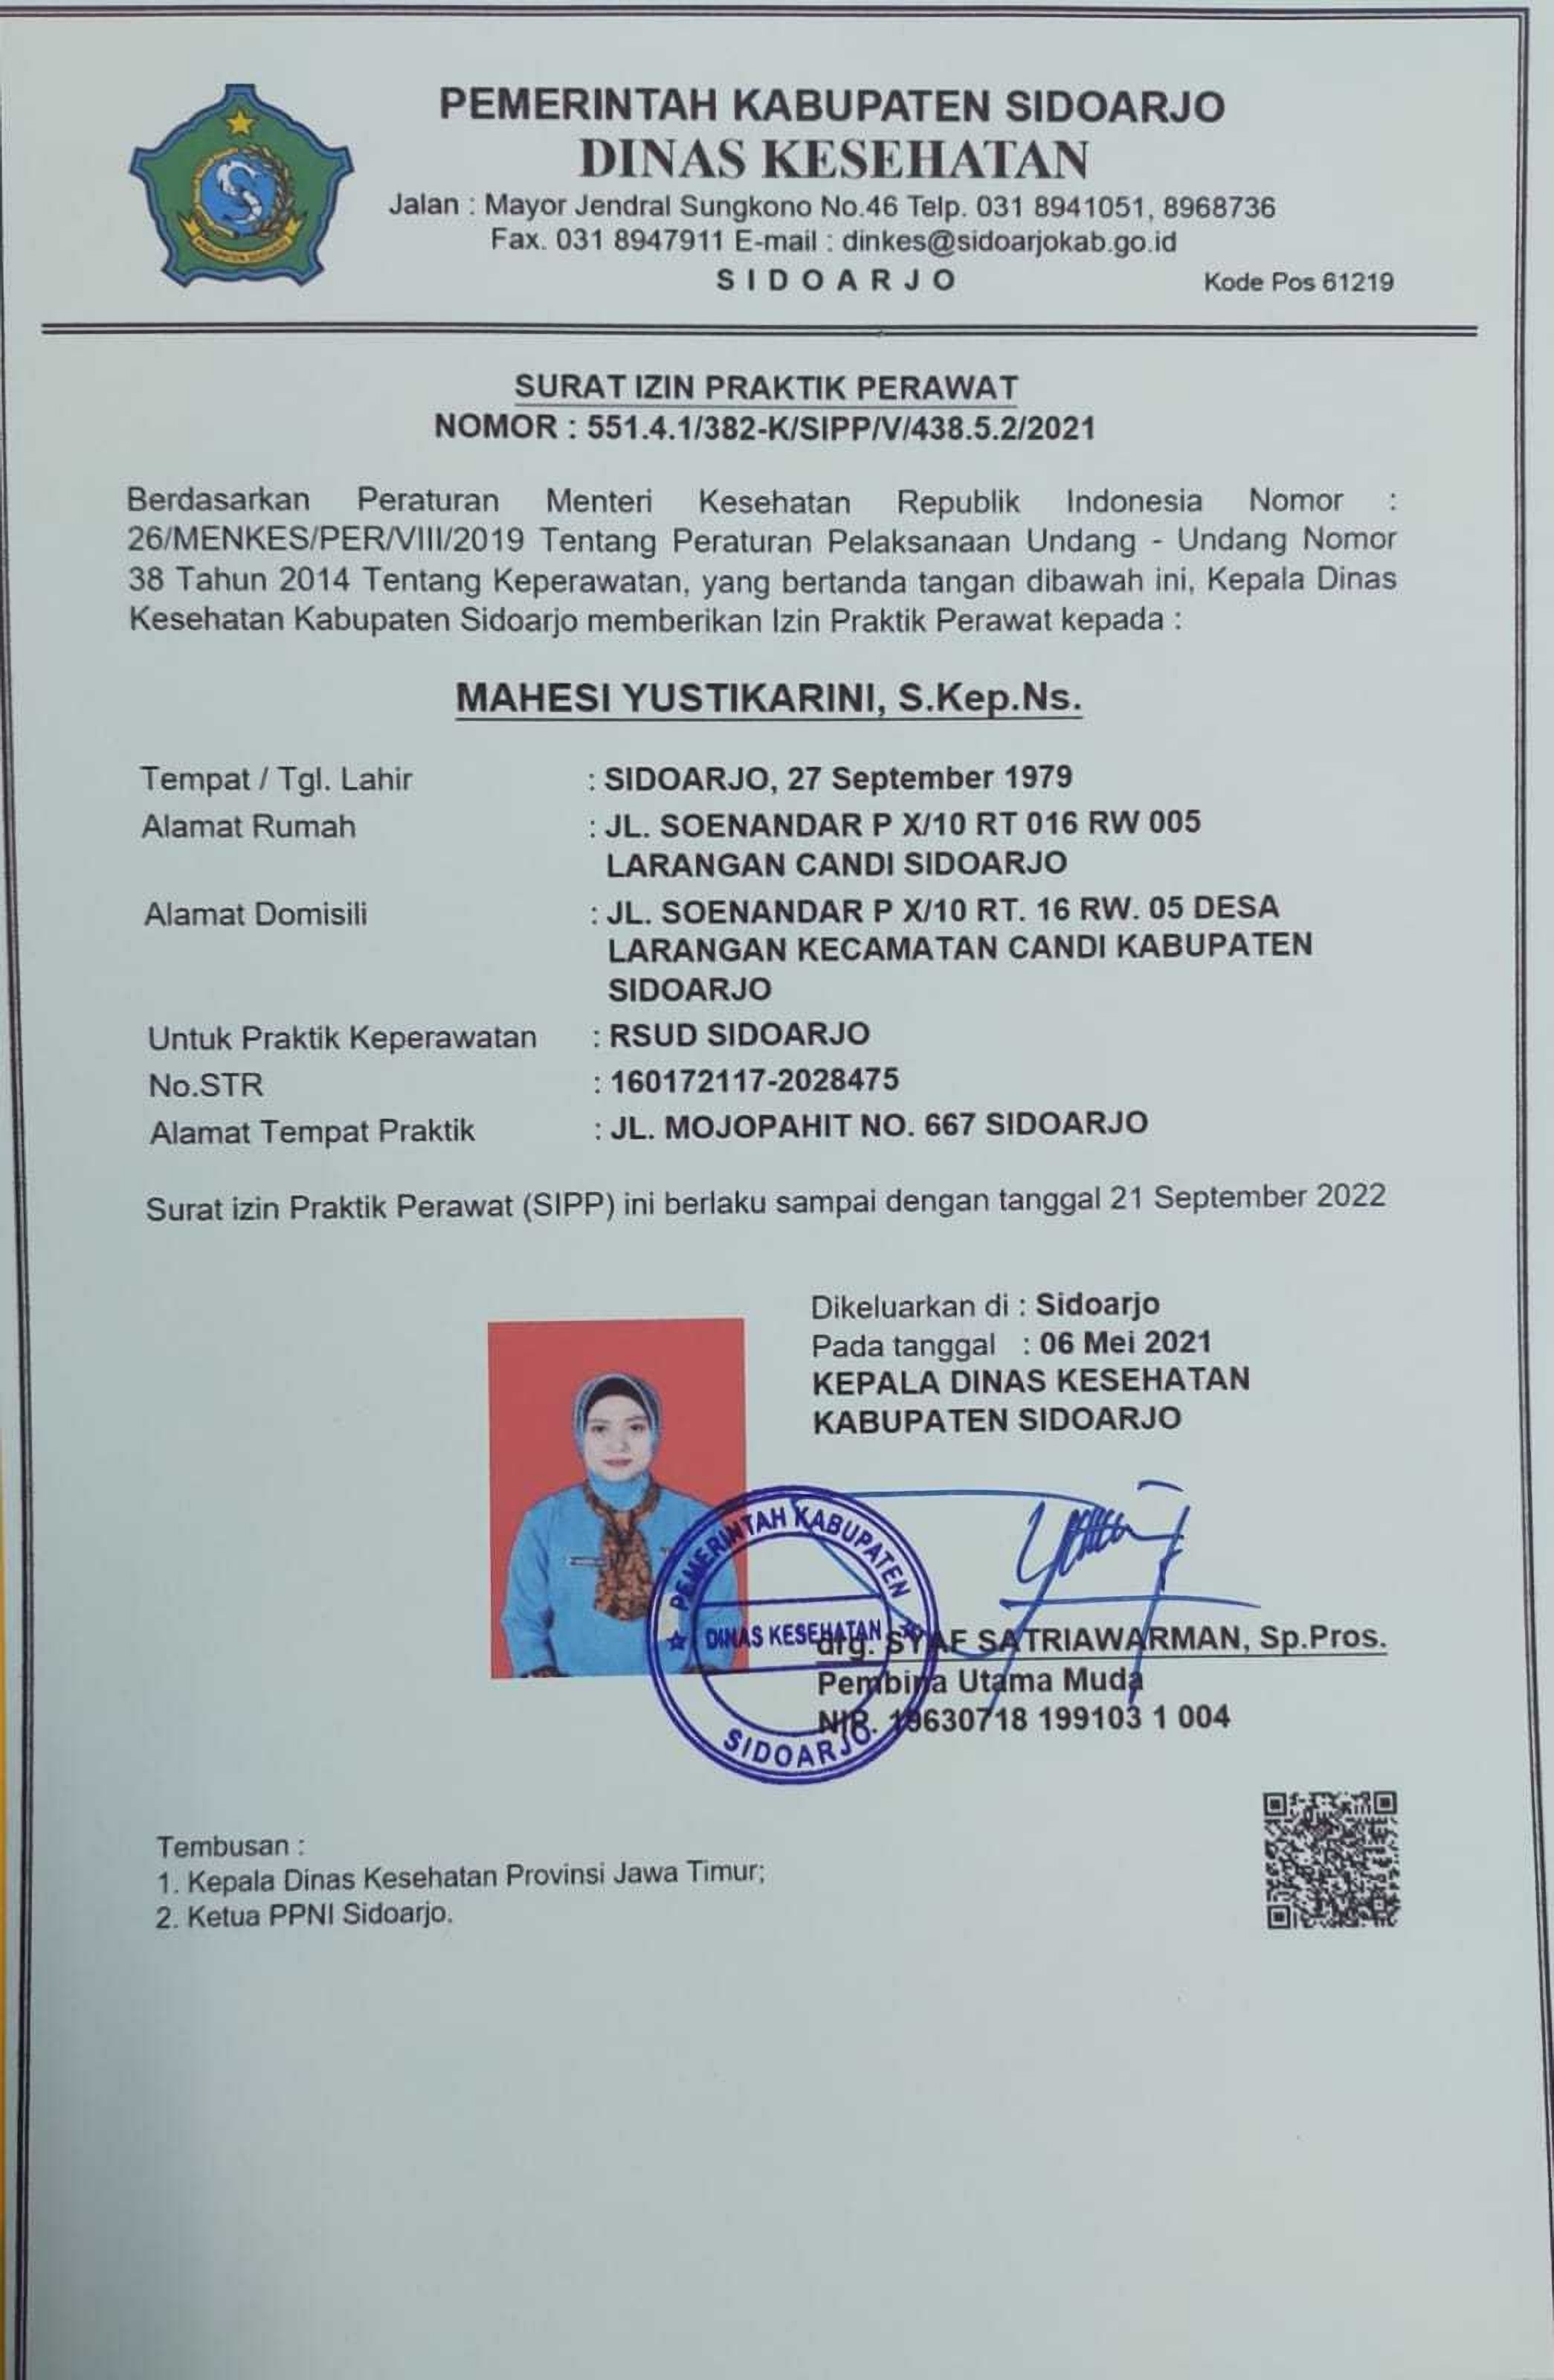 PEMERINTAH KABUPATEN SIDOARJO
DINAS KESEHATAN
Jalan : Mayor Jendral Sungkono No.46 Telp. 031 8941051, 8968736
Fax. 031 8947911 E-mail : dinkes@sidoarjokab.go.id
SIDOARJO Kode Pos 61219
SURAT IZIN PRAKTIK PERAWAT
NOMOR : 551.4.1/382-K/SIPP/V/438.5.2/2021
Berdasarkan Peraturan Menteri Kesehatan Republik Indonesia Nomor :
26/MENKES/PER/VIII/2019 Tentang Peraturan Pelaksanaan Undang - Undang Nomor
38 Tahun 2014 Tentang Keperawatan, yang bertanda tangan dibawah ini, Kepala Dinas
Kesehatan Kabupaten Sidoarjo memberikan Izin Praktik Perawat kepada :
MAHESI YUSTIKARINI, S.Kep.Ns.
Tempat / Tgl. Lahir : SIDOARJO, 27 September 1979
Alamat Rumah : JL. SOENANDAR P X/10 RT 016 RW 005
LARANGAN CANDI SIDOARJO
Alamat Domisili : JL. SOENANDAR P X/10 RT. 16 RW. 05 DESA
LARANGAN KECAMATAN CANDI KABUPATEN
SIDOARJO
Untuk Praktik Keperawatan : RSUD SIDOARJO
No.STR : 160172117-2028475
Alamat Tempat Praktik : JL. MOJOPAHIT NO. 667 SIDOARJO
Surat izin Praktik Perawat (SIPP) ini berlaku sampai dengan tanggal 21 September 2022
Dikeluarkan di : Sidoarjo
Pada tanggal : 06 Mei 2021
KEPALA DINAS KESEHATAN
KABUPATEN SIDOARJO
PEMERINTAH KABUPATEN
DINAS KESEHATAN
SIDOARJO
drg. SYAF SATRIAWARMAN, Sp.Pros.
Pembina Utama Muda
NIP. 19630718 199103 1 004
Tembusan :
1. Kepala Dinas Kesehatan Provinsi Jawa Timur;
2. Ketua PPNI Sidoarjo.